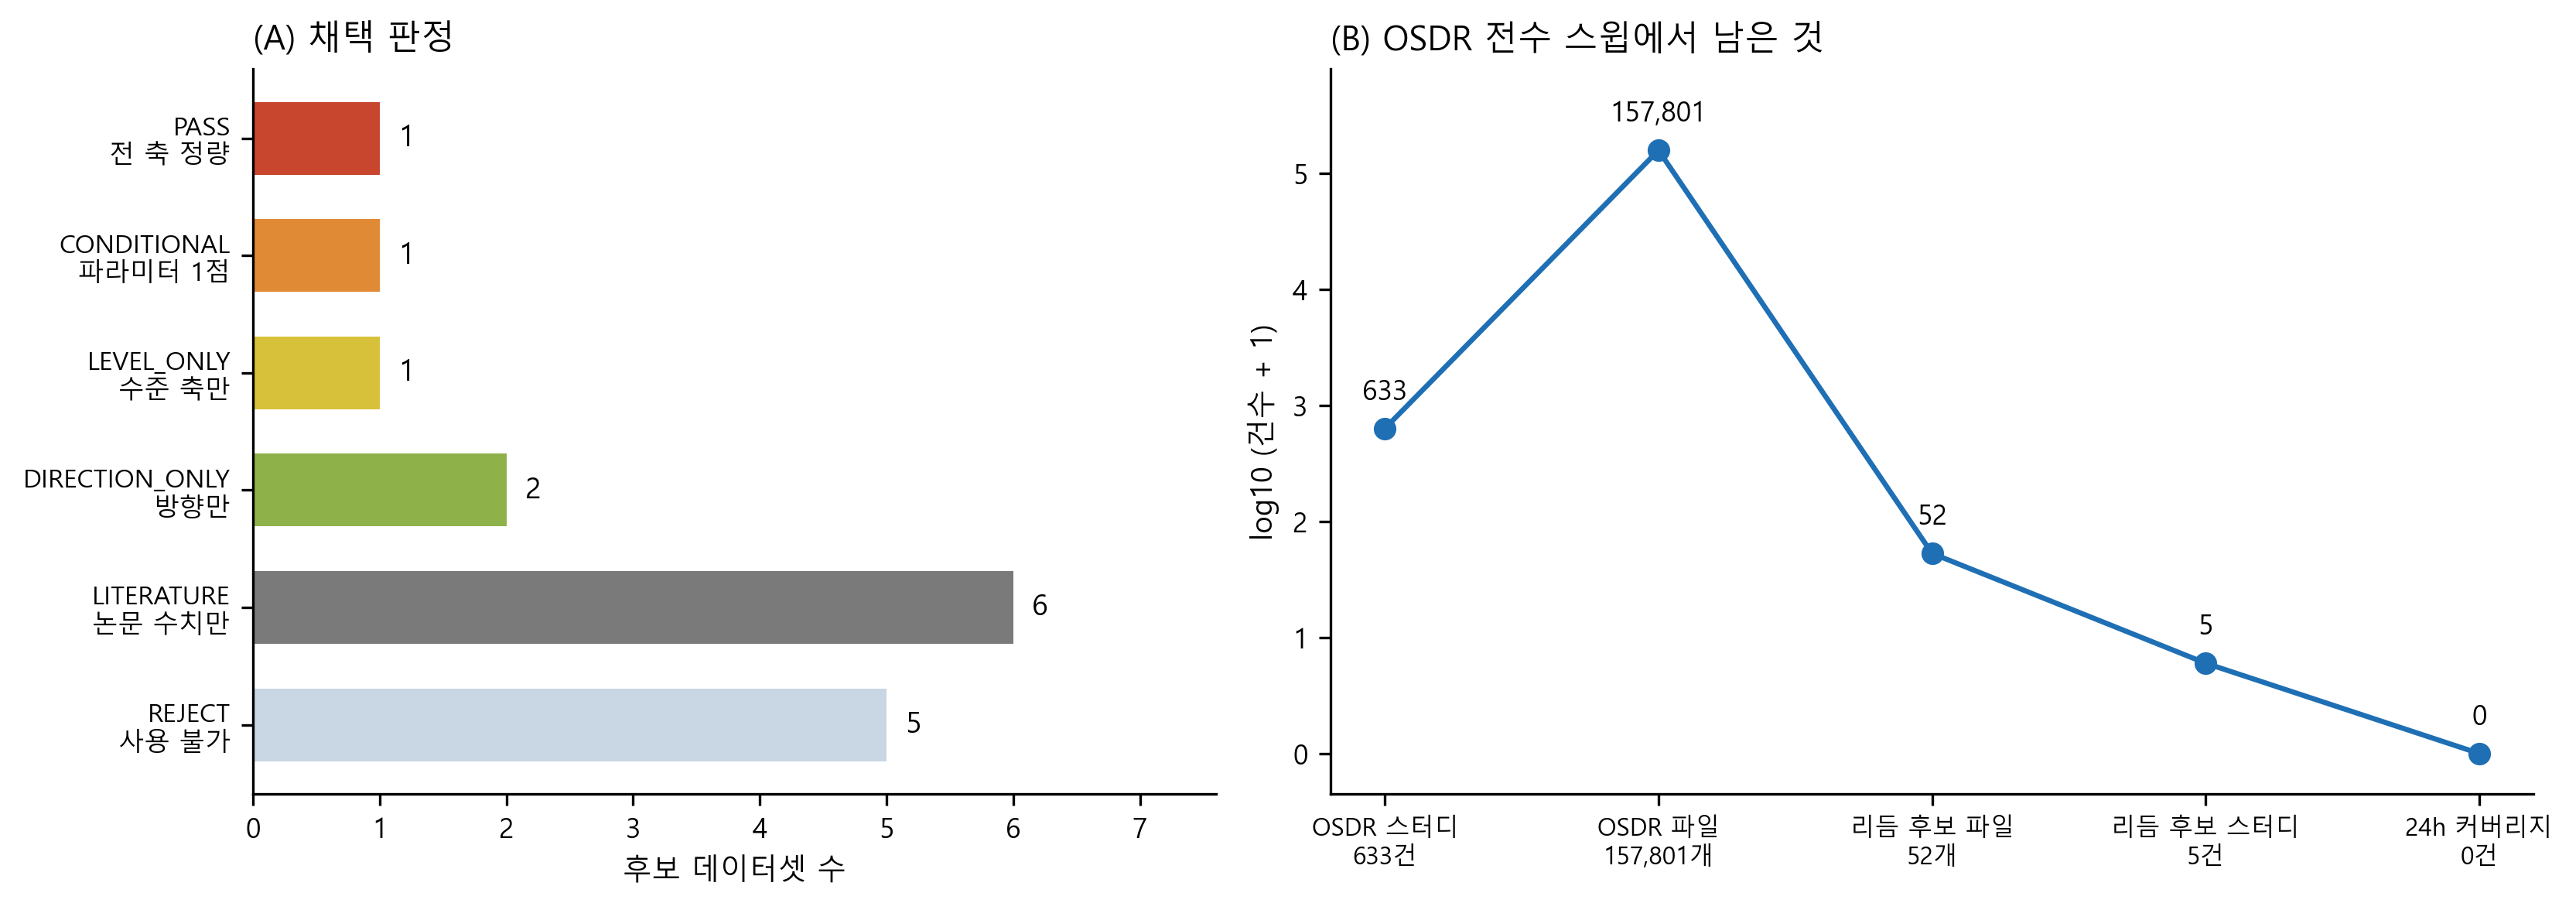 (A) 채택 판정
PASS
전 축 정량
1
CONDITIONAL
파라미터 1점
1
LEVEL_ONLY
수준 축만
1
DIRECTION_ONLY
방향만
2
LITERATURE
논문 수치만
6
REJECT
사용 불가
5
0 1 2 3 4 5 6 7
후보 데이터셋 수
(B) OSDR 전수 스윕에서 남은 것
log10 (건수 + 1)
5
4
3
2
1
0
633
157,801
52
5
0
OSDR 스터디
633건
OSDR 파일
157,801개
리듬 후보 파일
52개
리듬 후보 스터디
5건
24h 커버리지
0건